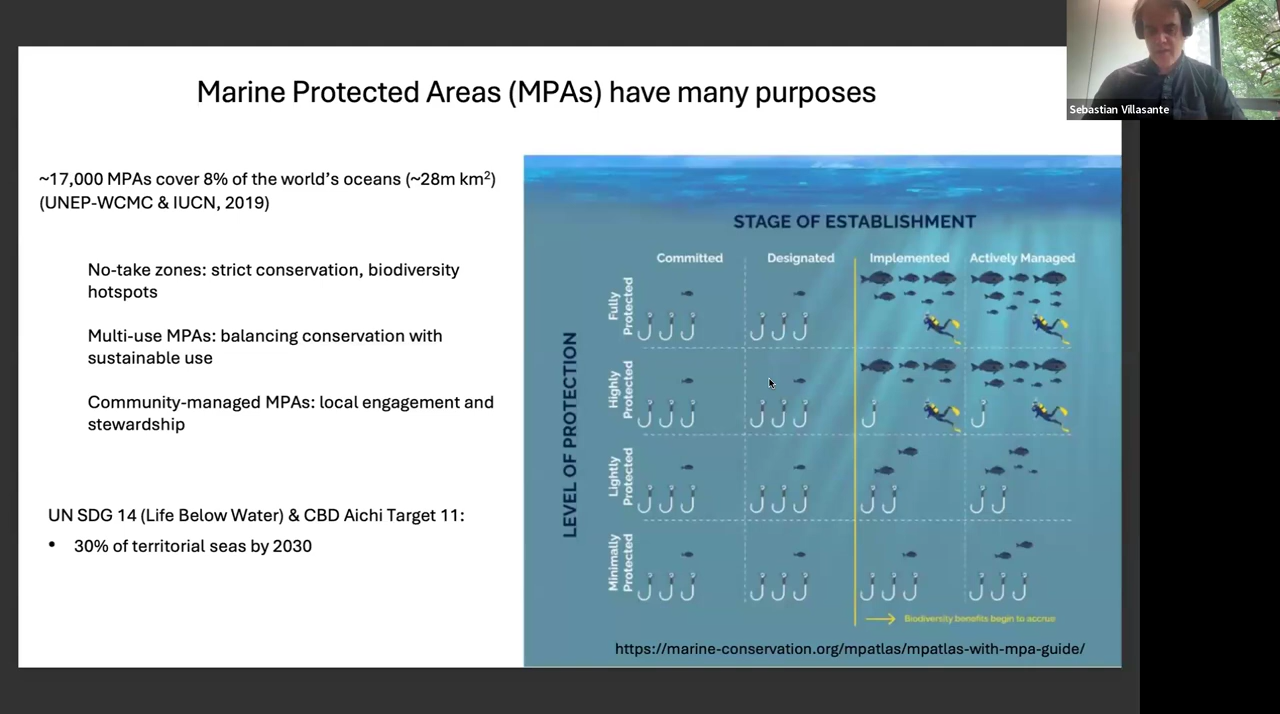 Sebastian Villasante
Marine Protected Areas (MPAs) have many purposes
~17,000 MPAs cover 8% of the world's oceans (~28m km²)
(UNEP-WCMC & IUCN, 2019)
No-take zones: strict conservation, biodiversity
hotspots
Multi-use MPAs: balancing conservation with
sustainable use
Community-managed MPAs: local engagement and
stewardship
UN SDG 14 (Life Below Water) & CBD Aichi Target 11:
• 30% of territorial seas by 2030
STAGE OF ESTABLISHMENT
Committed Designated Implemented Actively Managed
LEVEL OF PROTECTION
Fully
Protected
Highly
Protected
Lightly
Protected
Minimally
Protected
Biodiversity benefits begin to accrue
https://marine-conservation.org/mpatlas/mpatlas-with-mpa-guide/